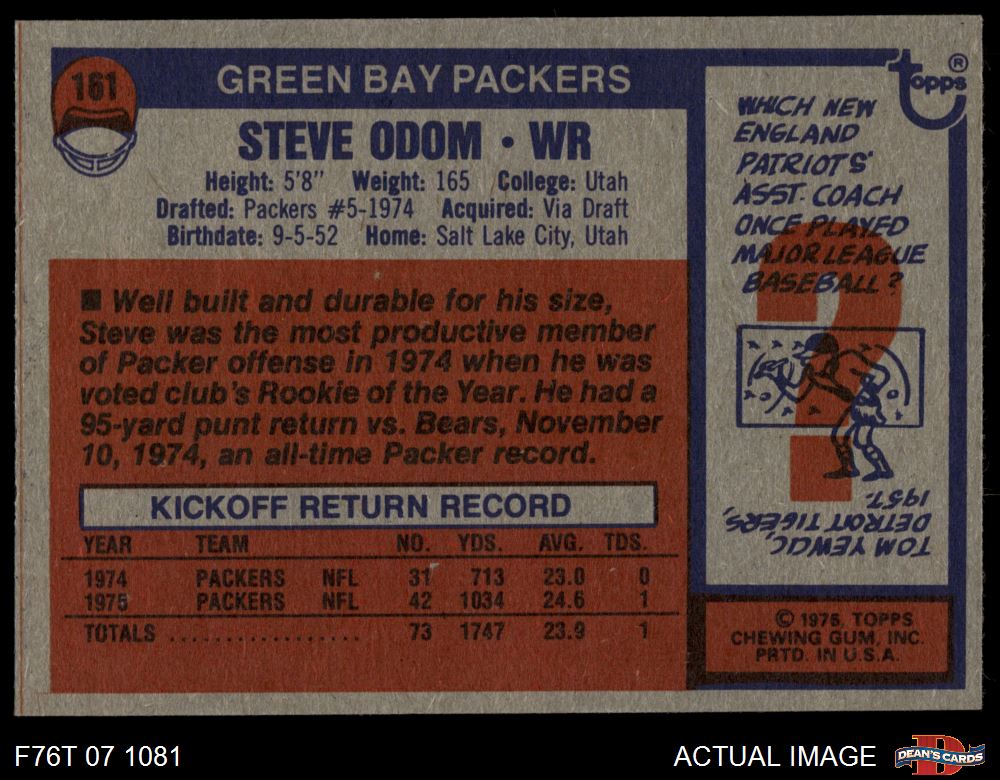 161
GREEN BAY PACKERS
STEVE ODOM • WR
Height: 5'8" Weight: 165 College: Utah
Drafted: Packers #5-1974 Acquired: Via Draft
Birthdate: 9-5-52 Home: Salt Lake City, Utah
■ Well built and durable for his size,
Steve was the most productive member
of Packer offense in 1974 when he was
voted club's Rookie of the Year. He had a
95-yard punt return vs. Bears, November
10, 1974, an all-time Packer record.
KICKOFF RETURN RECORD
YEAR TEAM NO. YDS. AVG. TDS.
1974 PACKERS NFL 31 713 23.0 0
1975 PACKERS NFL 42 1034 24.6 1
TOTALS .................. 73 1747 23.9 1
topps®
WHICH NEW
ENGLAND
PATRIOTS'
ASST. COACH
ONCE PLAYED
MAJOR LEAGUE
BASEBALL?
?
TOM YEWCIC,
DETROIT TIGERS,
1957.
© 1976, TOPPS
CHEWING GUM, INC.
PRTD. IN U.S.A.
F76T 07 1081
ACTUAL IMAGE
D
DEAN'S CARDS